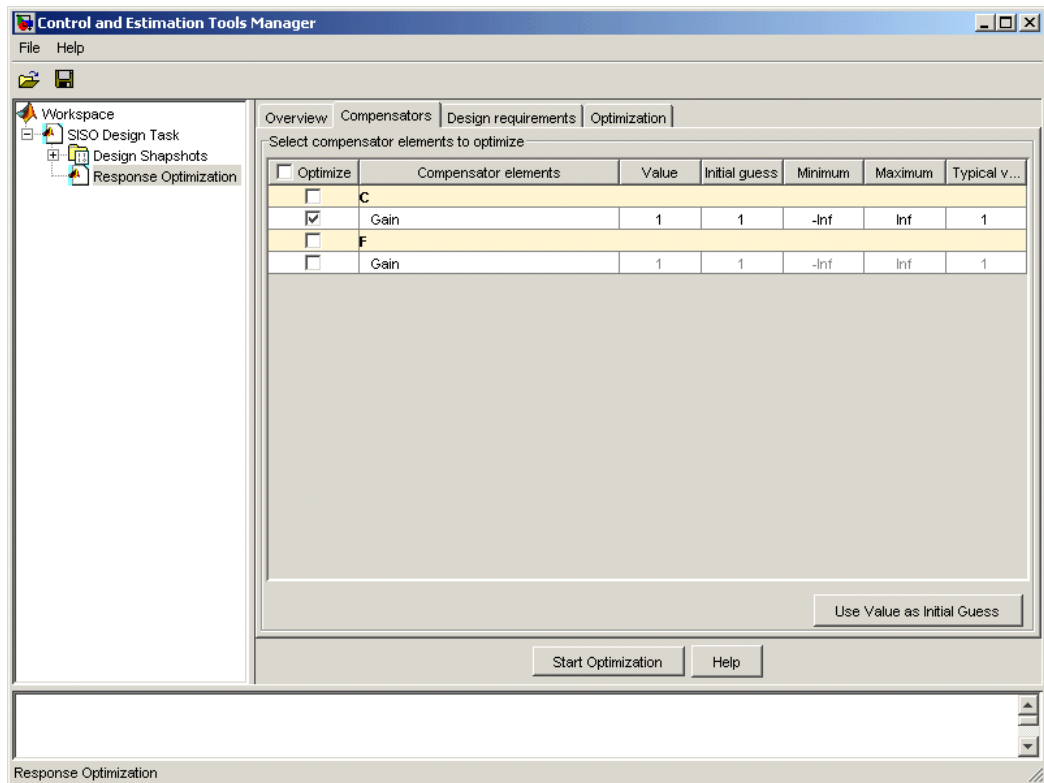 Control and Estimation Tools Manager
File Help
Workspace
SISO Design Task
Design Shapshots
Response Optimization
Overview Compensators Design requirements Optimization
Select compensator elements to optimize
Optimize Compensator elements Value Initial guess Minimum Maximum Typical v...
C
Gain 1 1 -Inf Inf 1
F
Gain 1 1 -Inf Inf 1
Use Value as Initial Guess
Start Optimization Help
Response Optimization